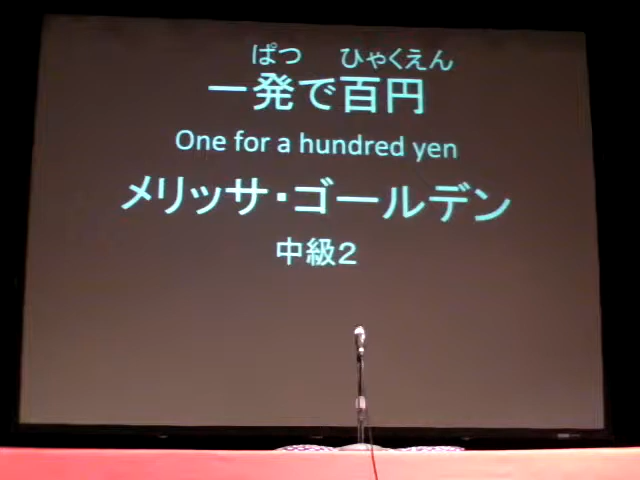 ぱつ ひゃくえん
一発で百円
One for a hundred yen
メリッサ・ゴールデン
中級２